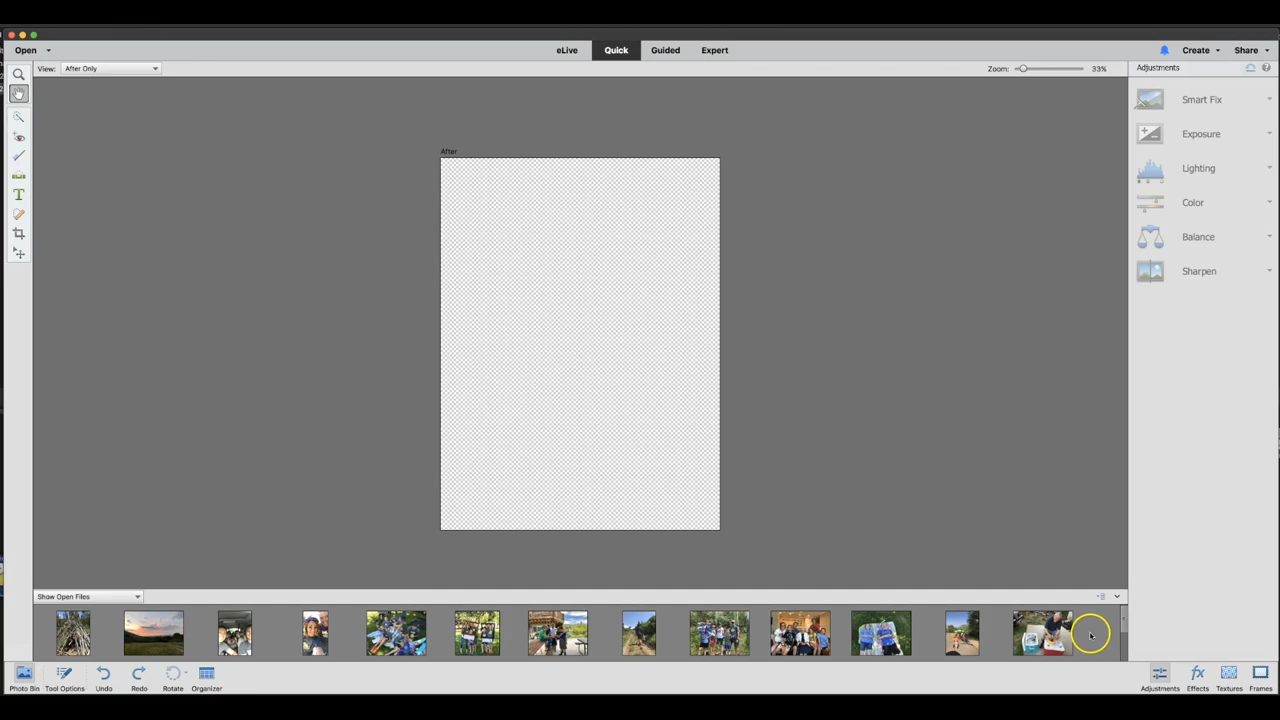 Open
eLive
Quick
Guided
Expert
Create
Share
View:
After Only
Zoom:
33%
Adjustments
Smart Fix
Exposure
Lighting
Color
Balance
Sharpen
After
Show Open Files
Photo Bin
Tool Options
Undo
Redo
Rotate
Organizer
Adjustments
Effects
Textures
Frames